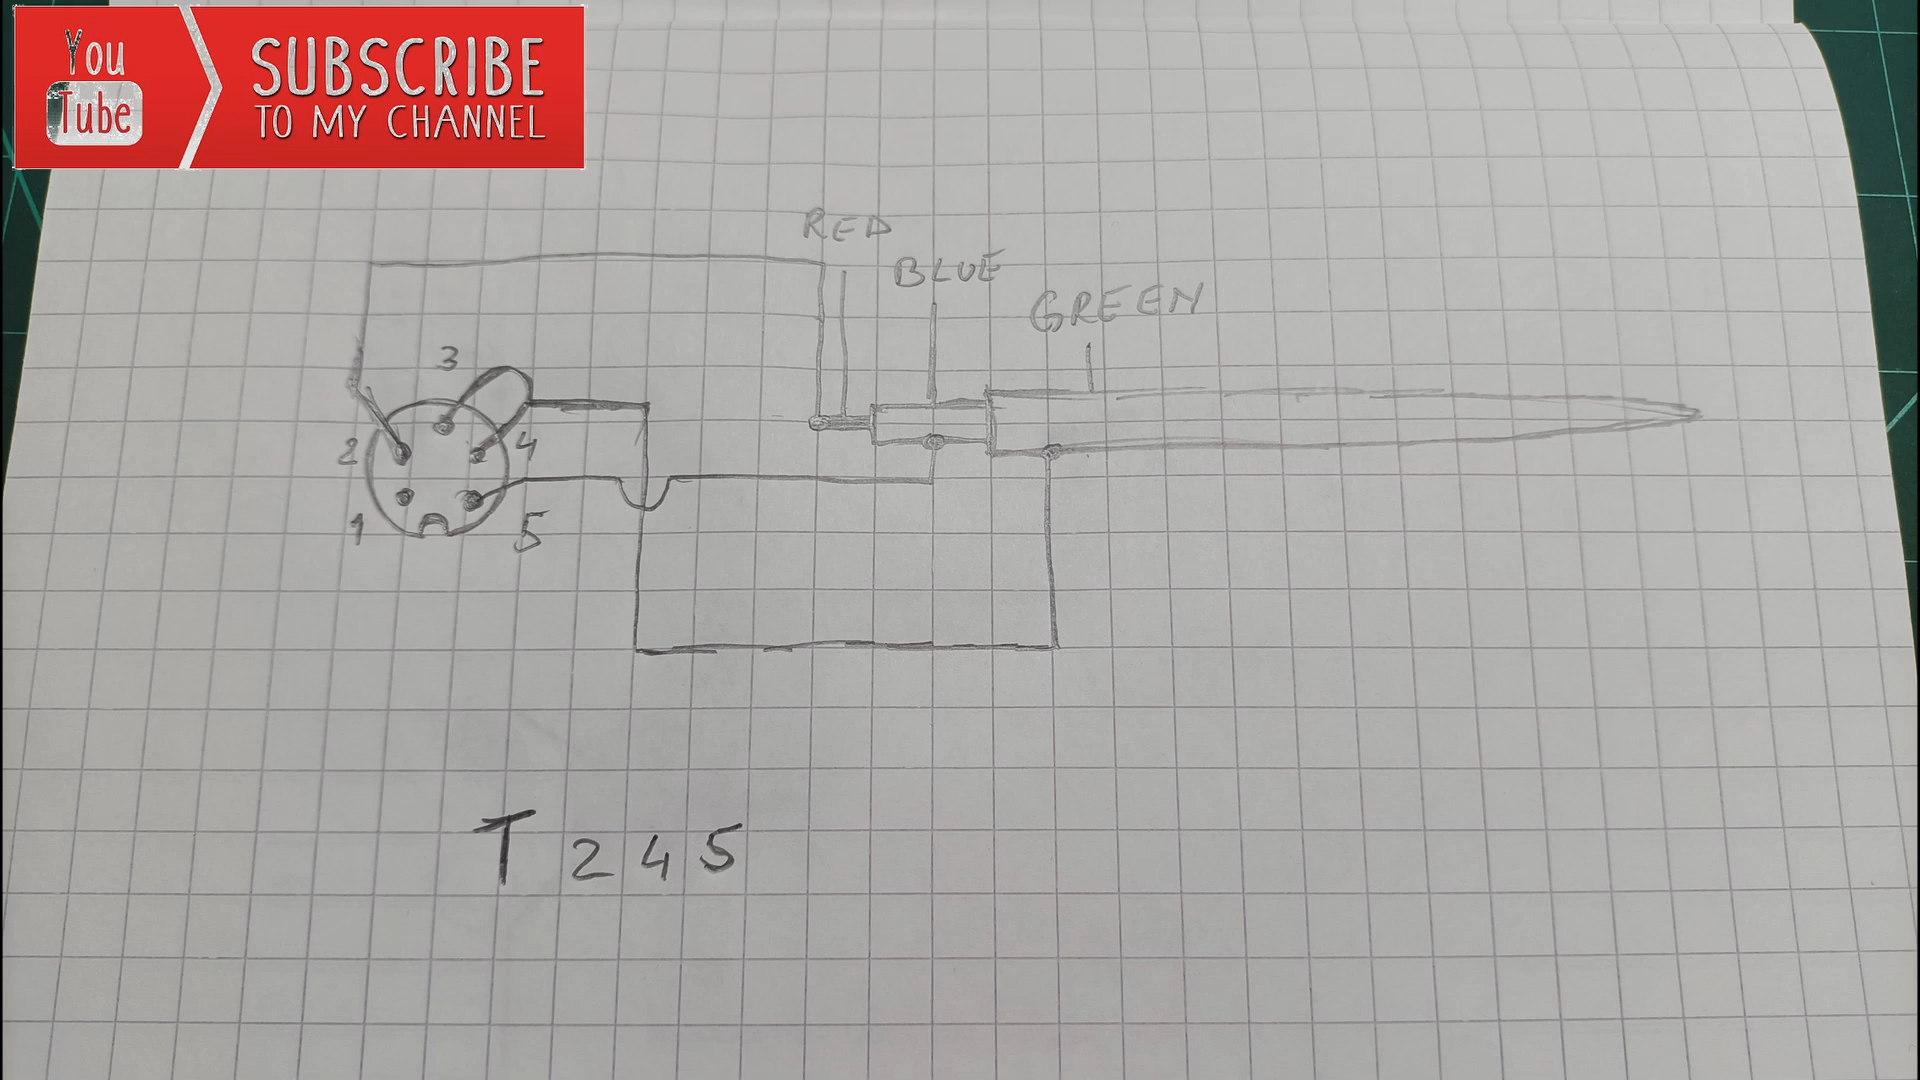 You
Tube
SUBSCRIBE
TO MY CHANNEL
RED
BLUE
GREEN
3
2
4
1
5
T245